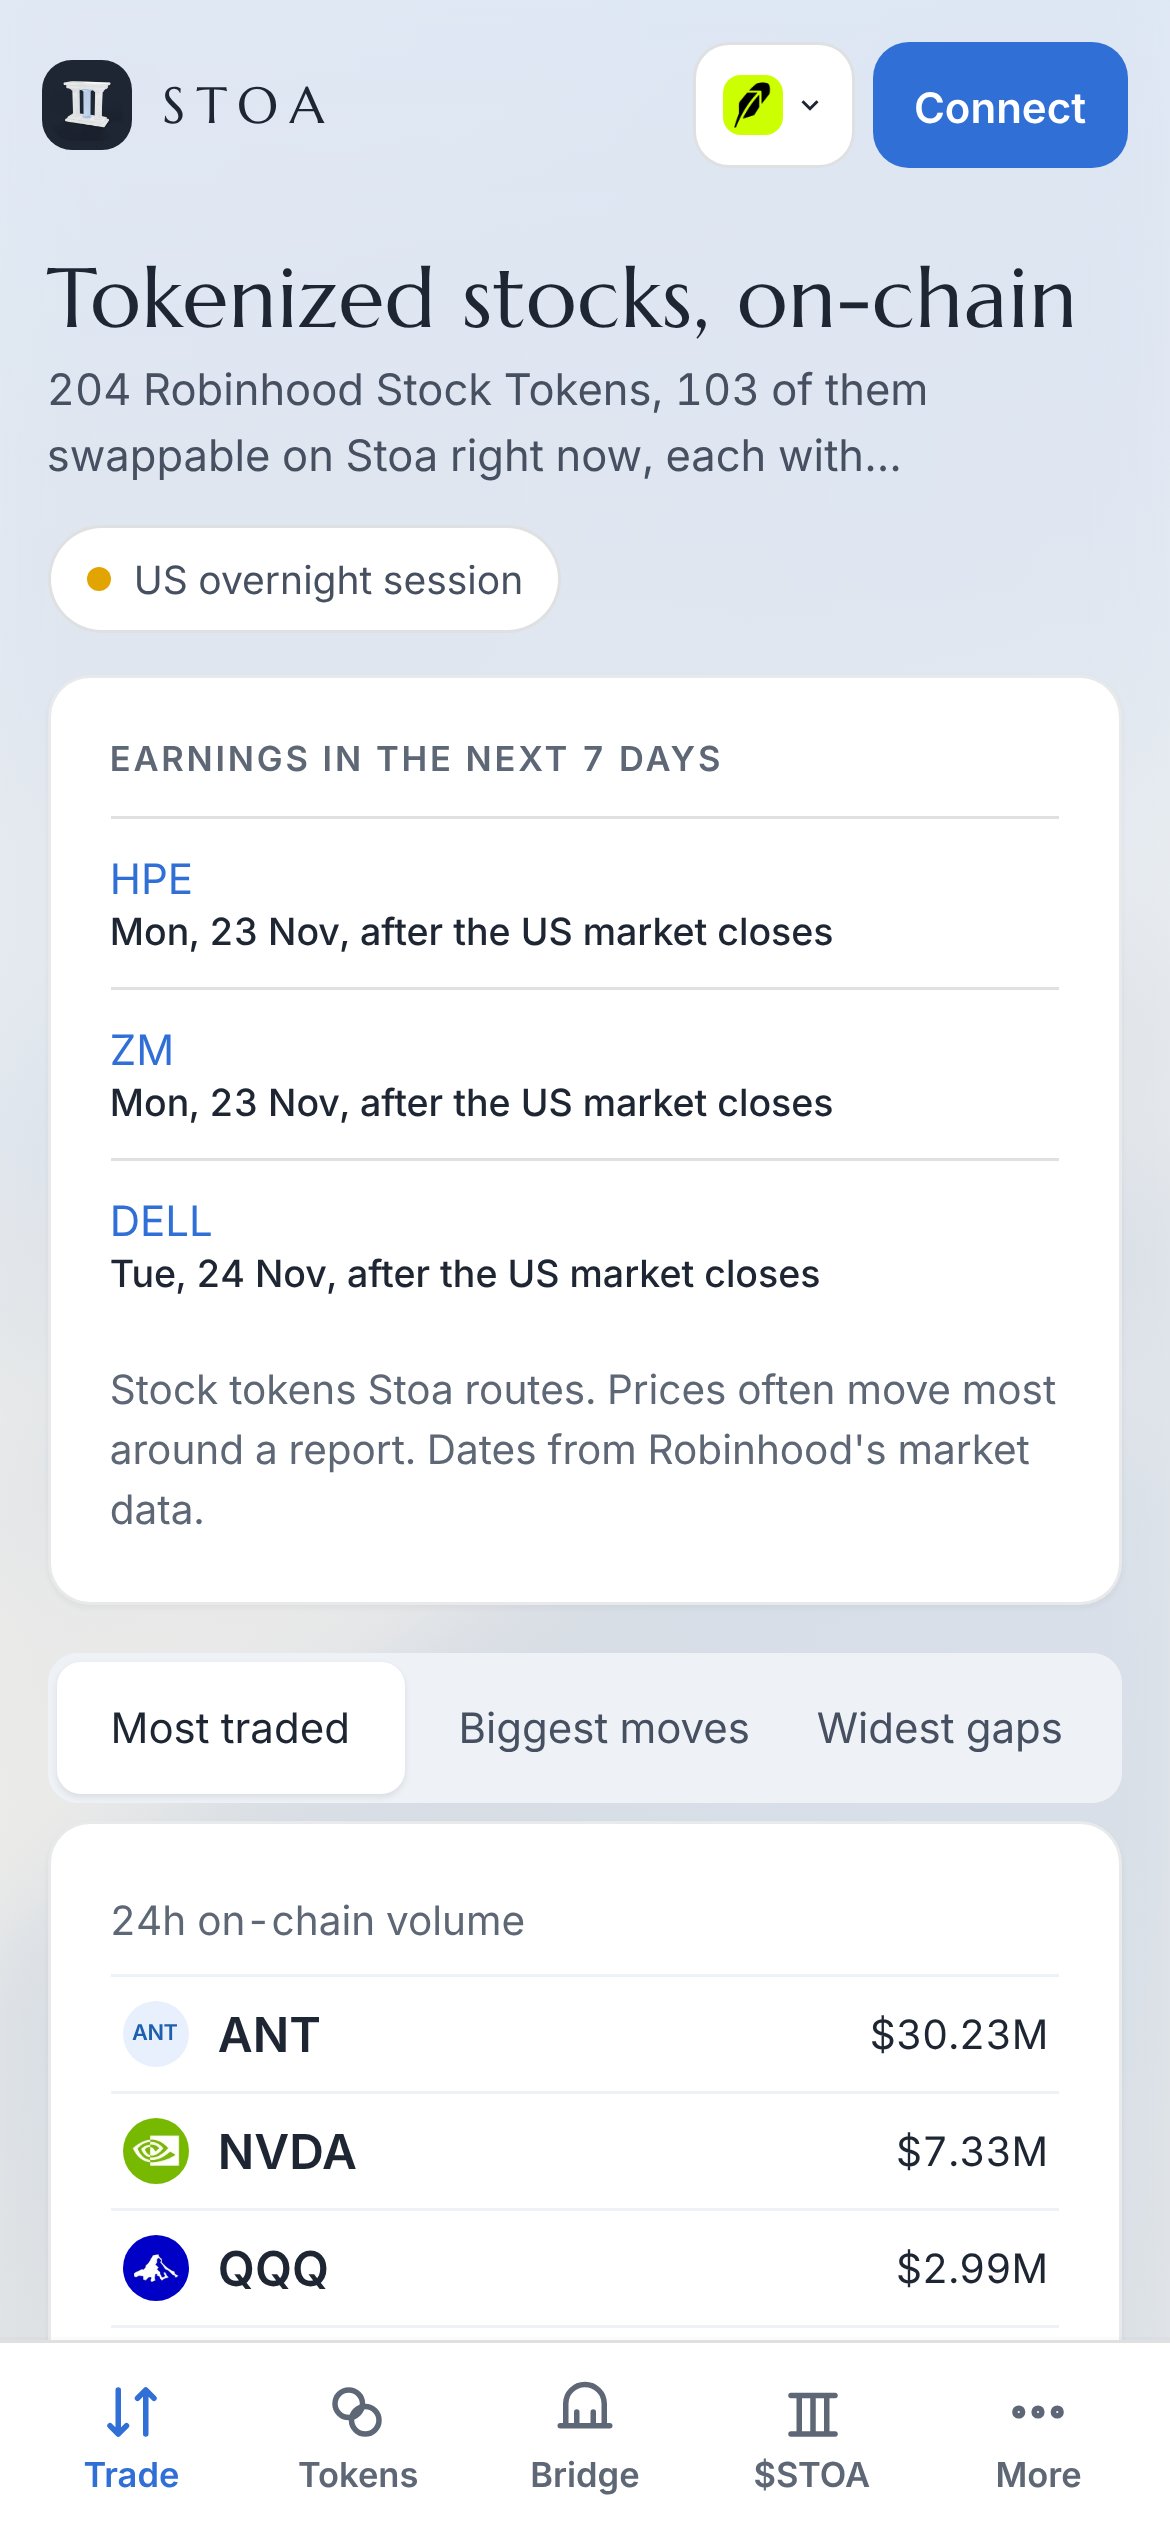 STOA
Connect
Tokenized stocks, on-chain
204 Robinhood Stock Tokens, 103 of them
swappable on Stoa right now, each with...
US overnight session
EARNINGS IN THE NEXT 7 DAYS
HPE
Mon, 23 Nov, after the US market closes
ZM
Mon, 23 Nov, after the US market closes
DELL
Tue, 24 Nov, after the US market closes
Stock tokens Stoa routes. Prices often move most
around a report. Dates from Robinhood's market
data.
Most traded Biggest moves Widest gaps
24h on-chain volume
ANT ANT $30.23M
NVDA $7.33M
QQQ $2.99M
Trade Tokens Bridge $STOA More